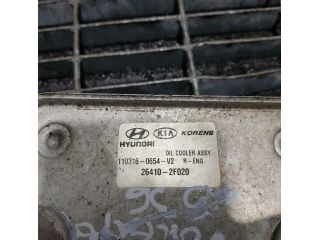 KIA KORENS
HYUNDAI
OIL COOLER ASSY
110316-0654-V2 R-ENG
26410-2F020